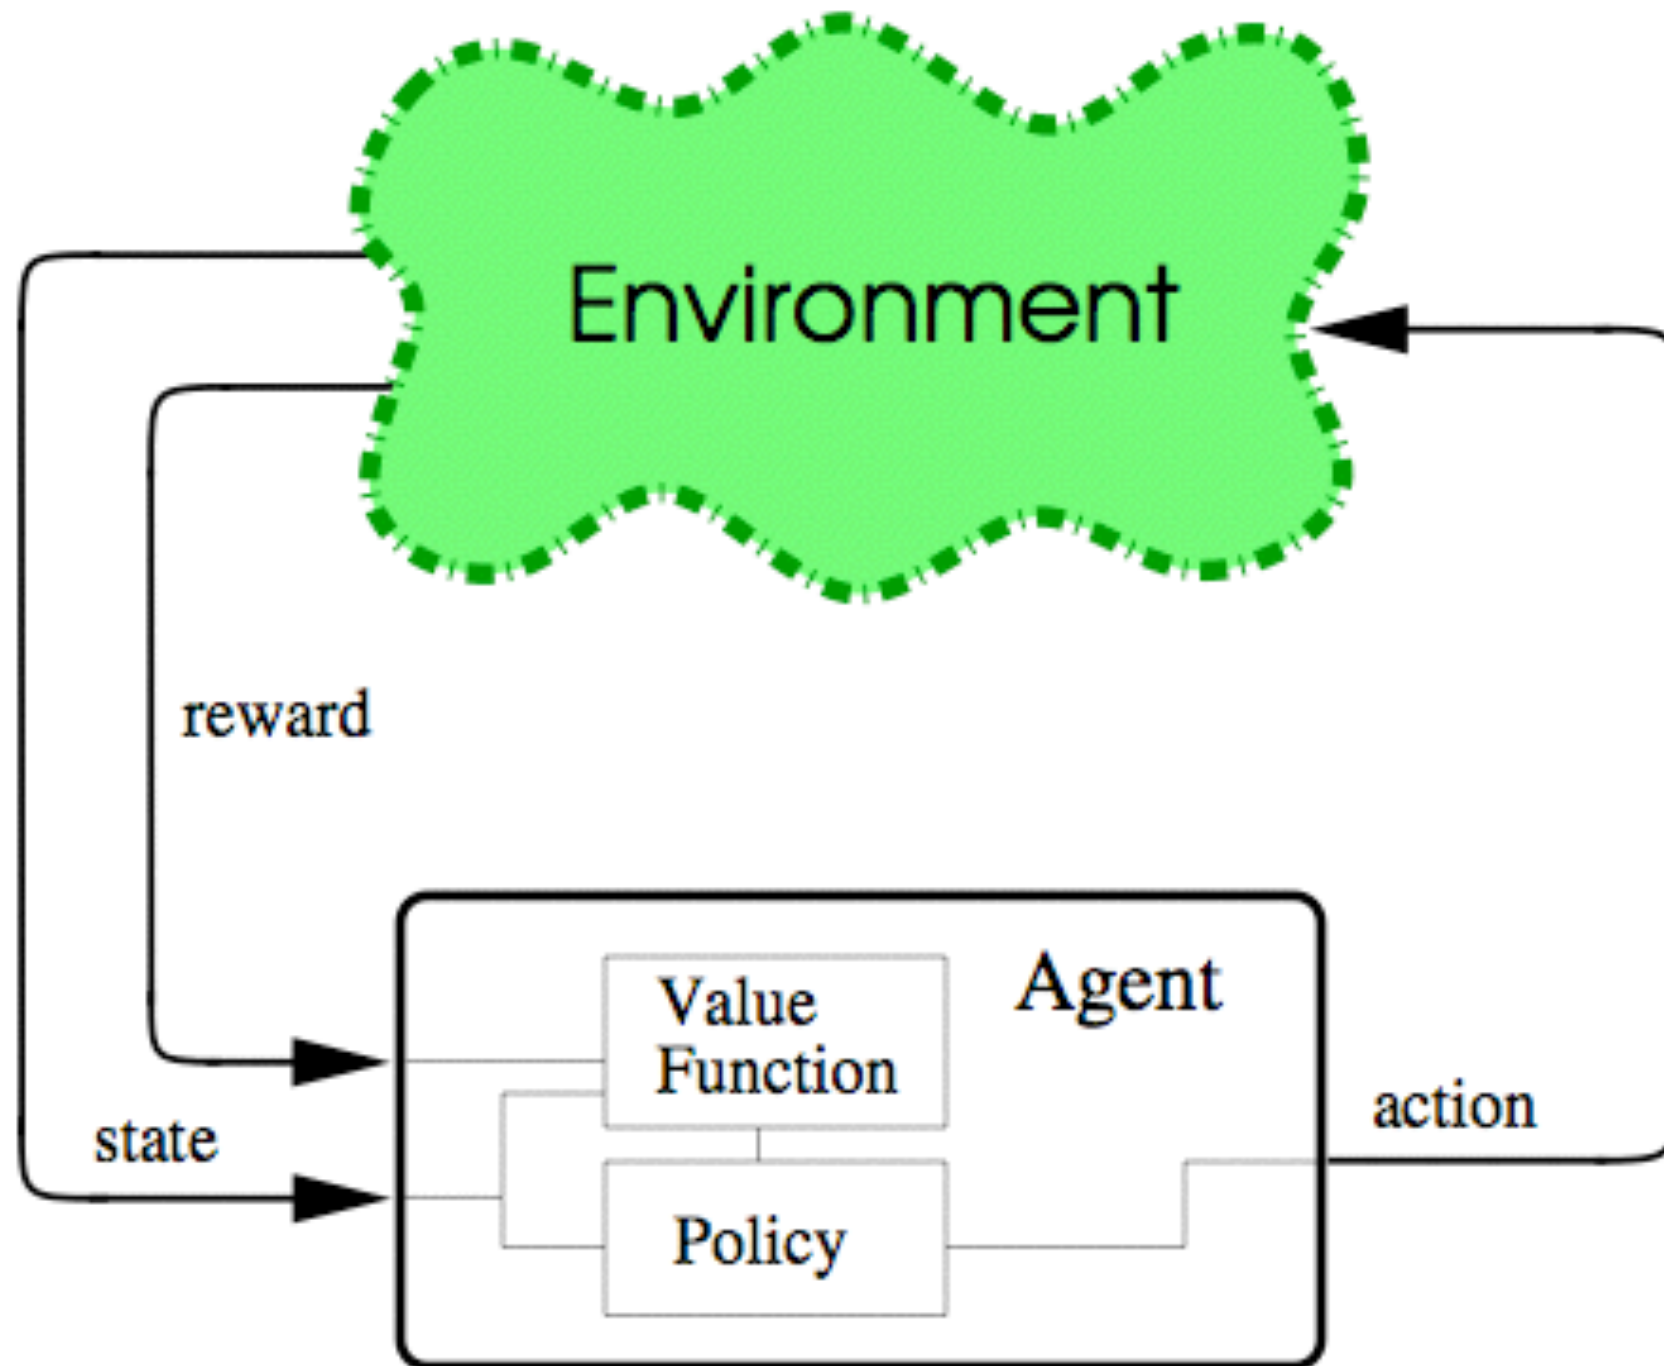 Environment
reward
Agent
Value
Function
action
state
Policy